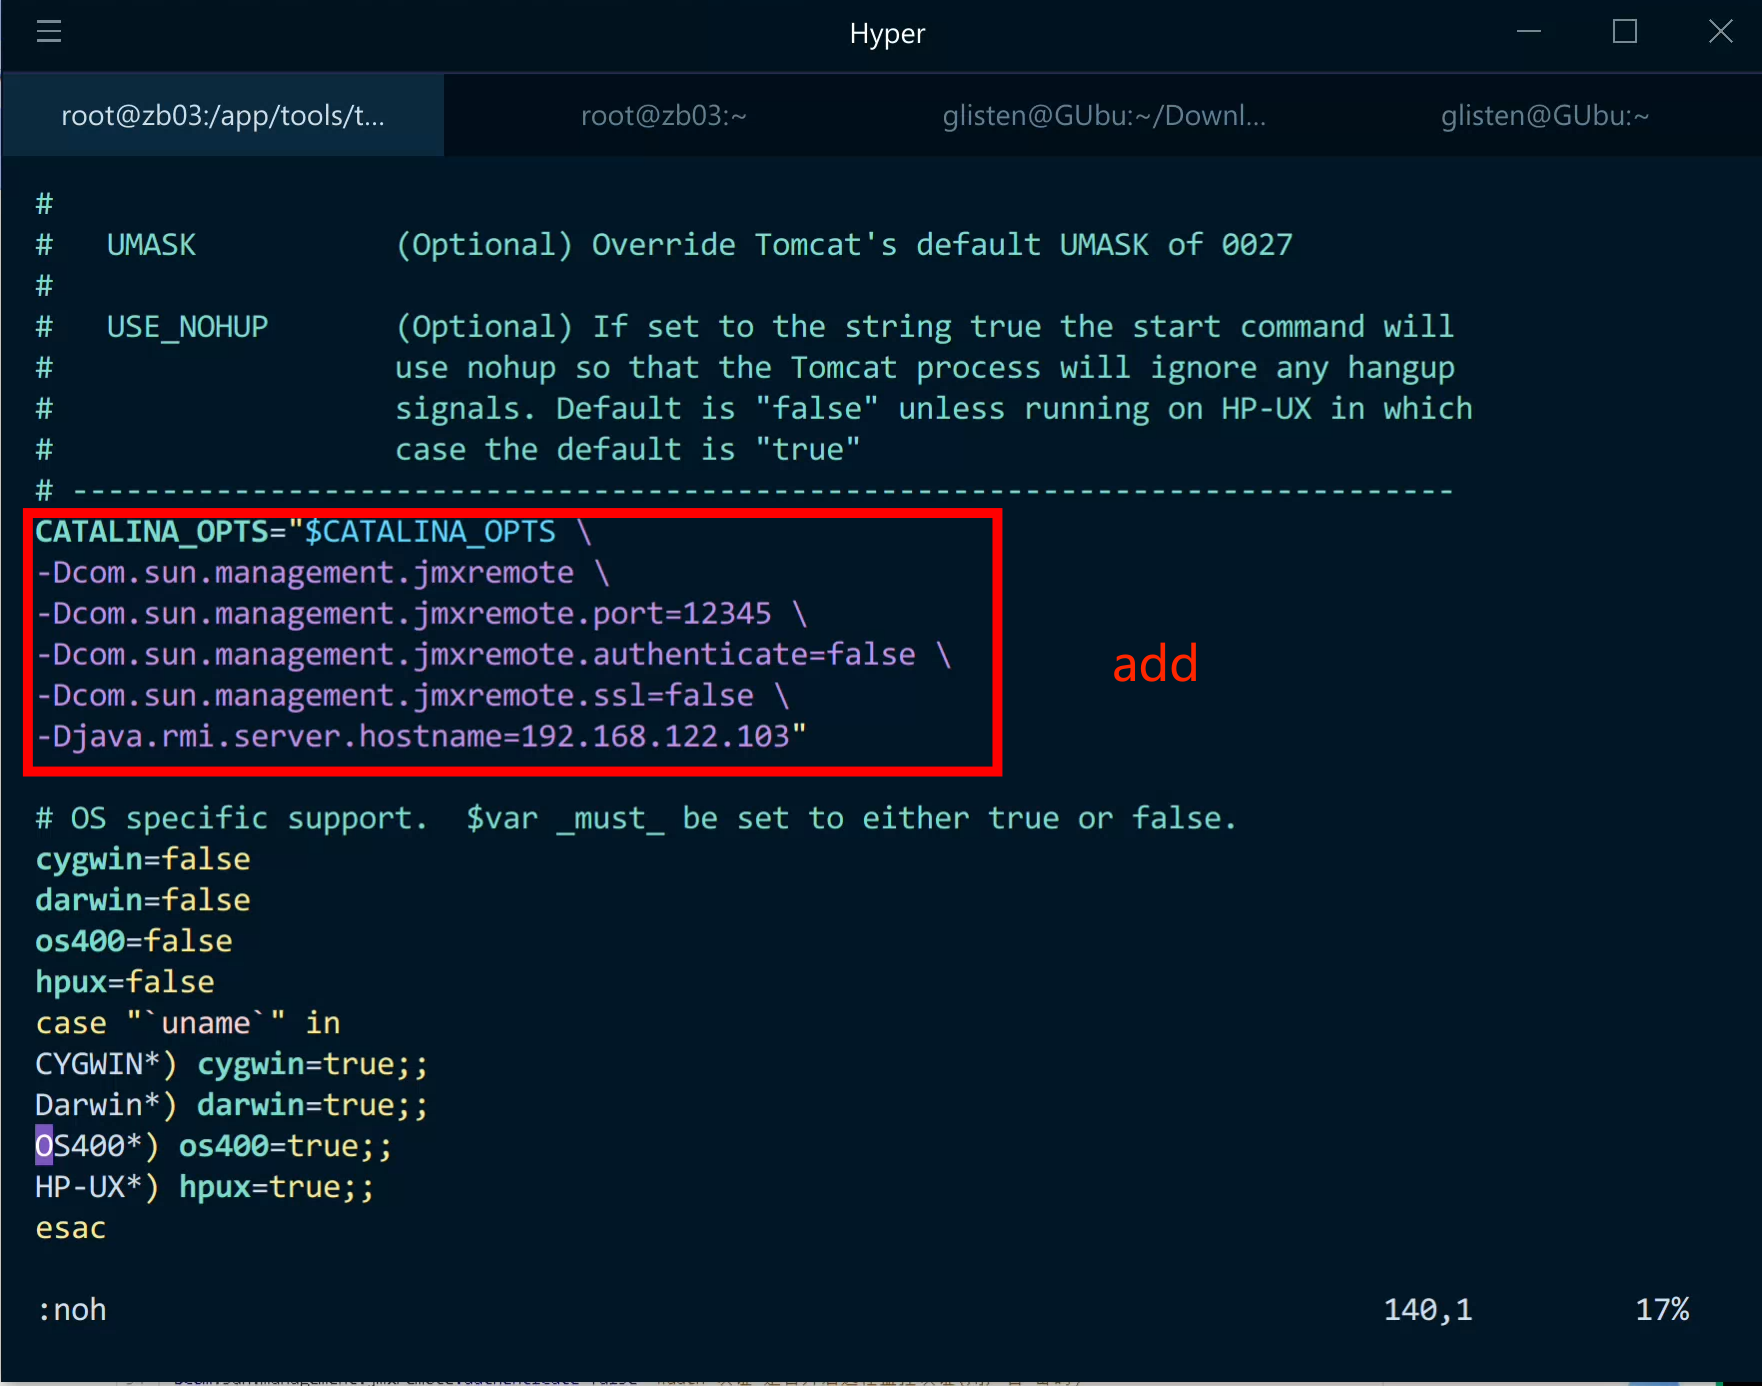 Hyper
root@zb03:/app/tools/t... root@zb03:~ glisten@GUbu:~/Downl... glisten@GUbu:~
#
#   UMASK           (Optional) Override Tomcat's default UMASK of 0027
#
#   USE_NOHUP       (Optional) If set to the string true the start command will
#                   use nohup so that the Tomcat process will ignore any hangup
#                   signals. Default is "false" unless running on HP-UX in which
#                   case the default is "true"
# -----------------------------------------------------------------------------
CATALINA_OPTS="$CATALINA_OPTS \
-Dcom.sun.management.jmxremote \
-Dcom.sun.management.jmxremote.port=12345 \
-Dcom.sun.management.jmxremote.authenticate=false \
add
-Dcom.sun.management.jmxremote.ssl=false \
-Djava.rmi.server.hostname=192.168.122.103"
# OS specific support.  $var _must_ be set to either true or false.
cygwin=false
darwin=false
os400=false
hpux=false
case "`uname`" in
CYGWIN*) cygwin=true;;
Darwin*) darwin=true;;
OS400*) os400=true;;
HP-UX*) hpux=true;;
esac
:noh 140,1 17%